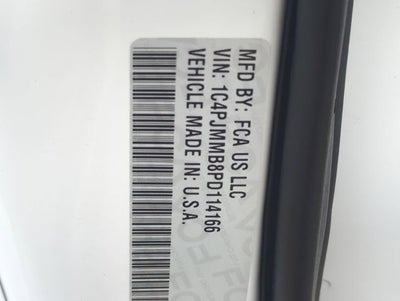 MFD BY: FCA US LLC
VIN: 1C4PJMMB8PD114166
VEHICLE MADE IN: U.S.A.